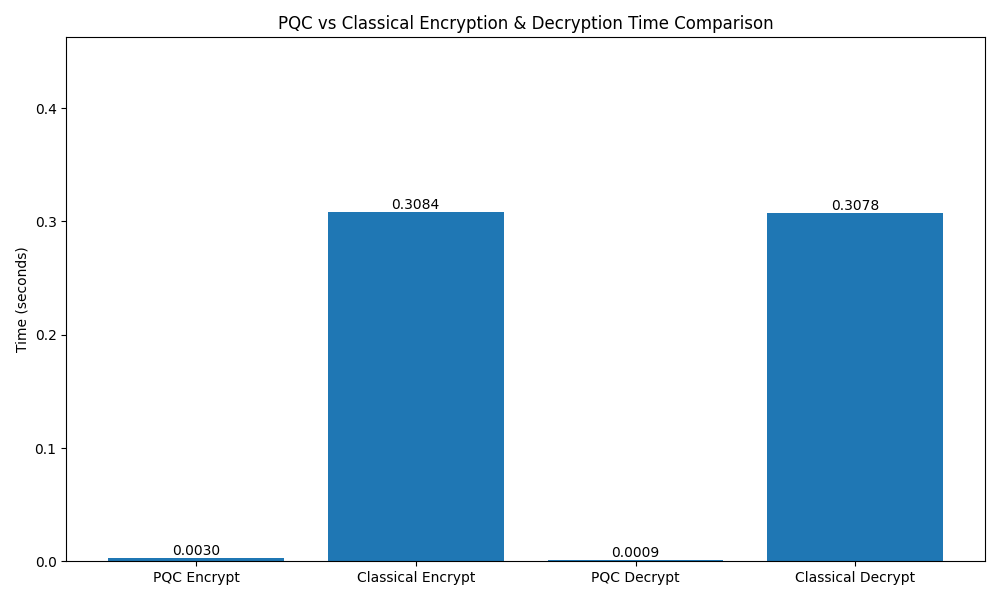 PQC vs Classical Encryption & Decryption Time Comparison
Time (seconds)
0.4
0.3
0.2
0.1
0.0
0.0030
0.3084
0.0009
0.3078
PQC Encrypt
Classical Encrypt
PQC Decrypt
Classical Decrypt